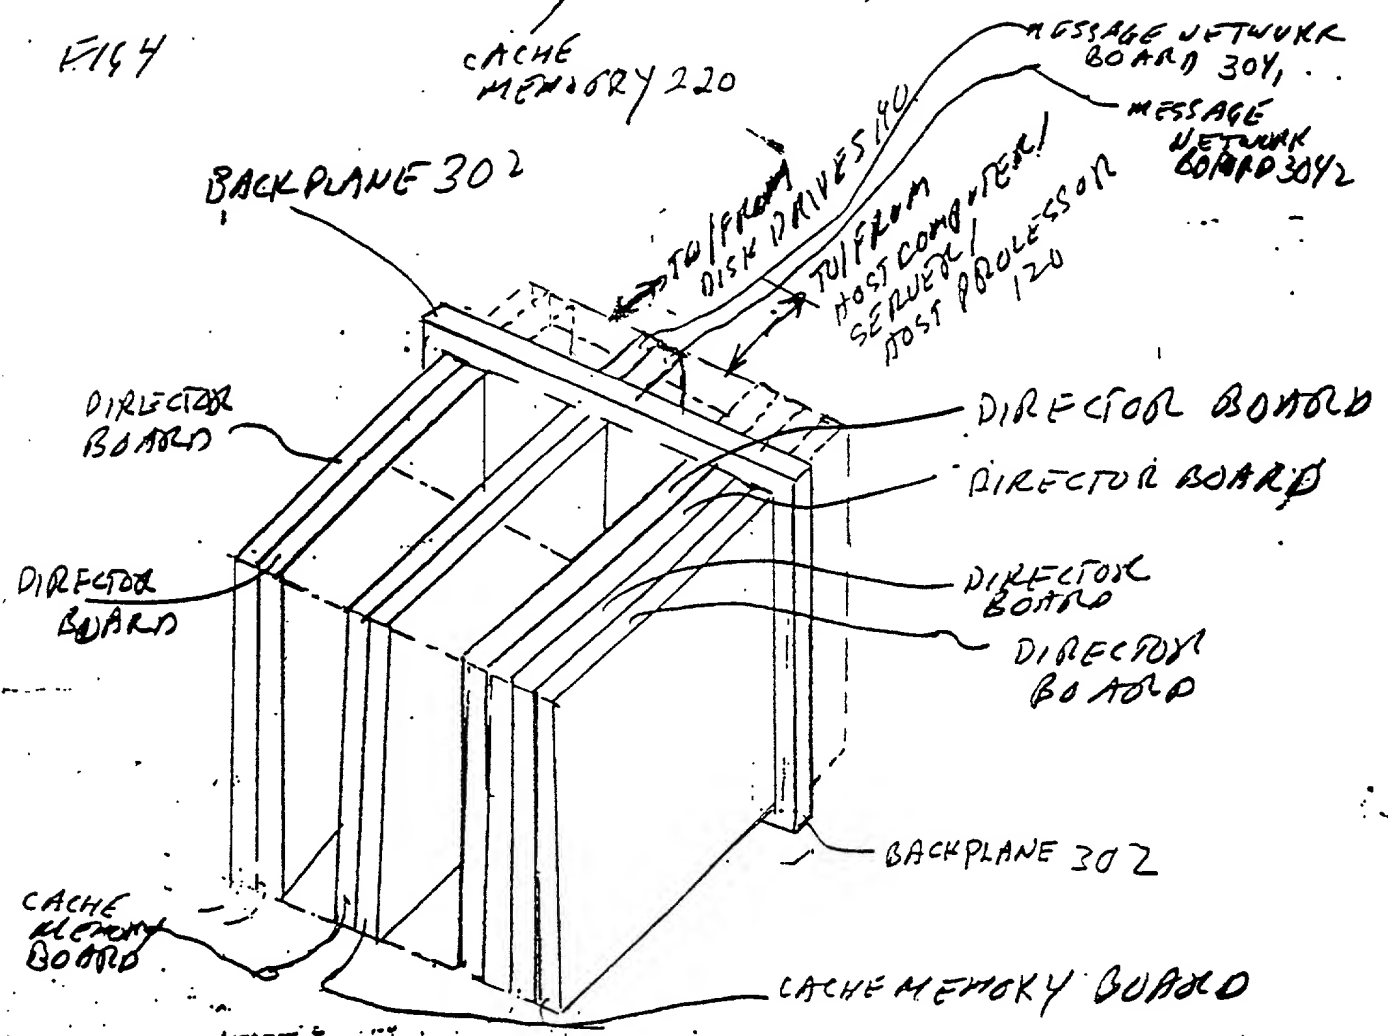 FIG 4
CACHE
MEMORY 220
MESSAGE NETWORK
BOARD 304,
MESSAGE
NETWORK
BOARD 3042
BACKPLANE 302
TO/FROM
DISK DRIVES 140
TO/FROM
HOST COMPUTER/
SERVER/
HOST PROCESSOR
120
DIRECTOR
BOARD
DIRECTOR BOARD
DIRECTOR BOARD
DIRECTOR
BOARD
DIRECTOR
BOARD
DIRECTOR
BOARD
BACKPLANE 302
CACHE
MEMORY
BOARD
CACHE MEMORY BOARD